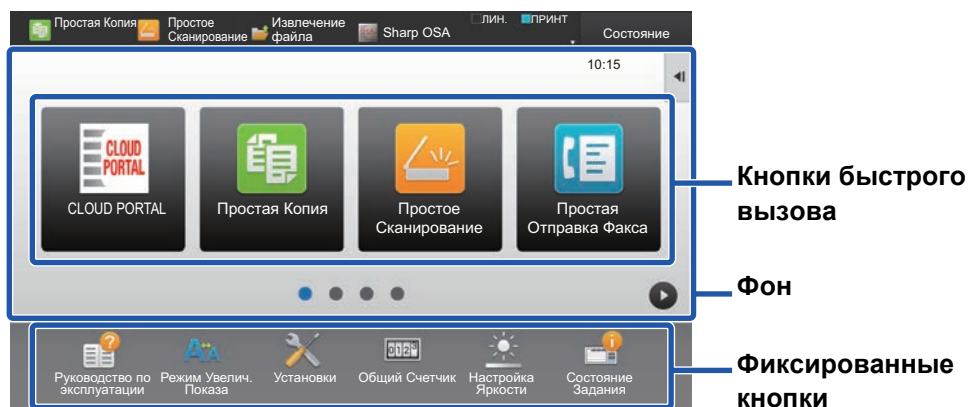 Простая Копия
Простое
Сканирование
Извлечение
файла
Sharp OSA
ЛИН.
ПРИНТ
Состояние
10:15
CLOUD
PORTAL
CLOUD PORTAL
Простая Копия
Простое
Сканирование
Простая
Отправка Факса
Кнопки быстрого
вызова
Фон
Руководство по
эксплуатации
Режим Увелич.
Показа
Установки
Общий Счетчик
Настройка
Яркости
Состояние
Задания
Фиксированные
кнопки